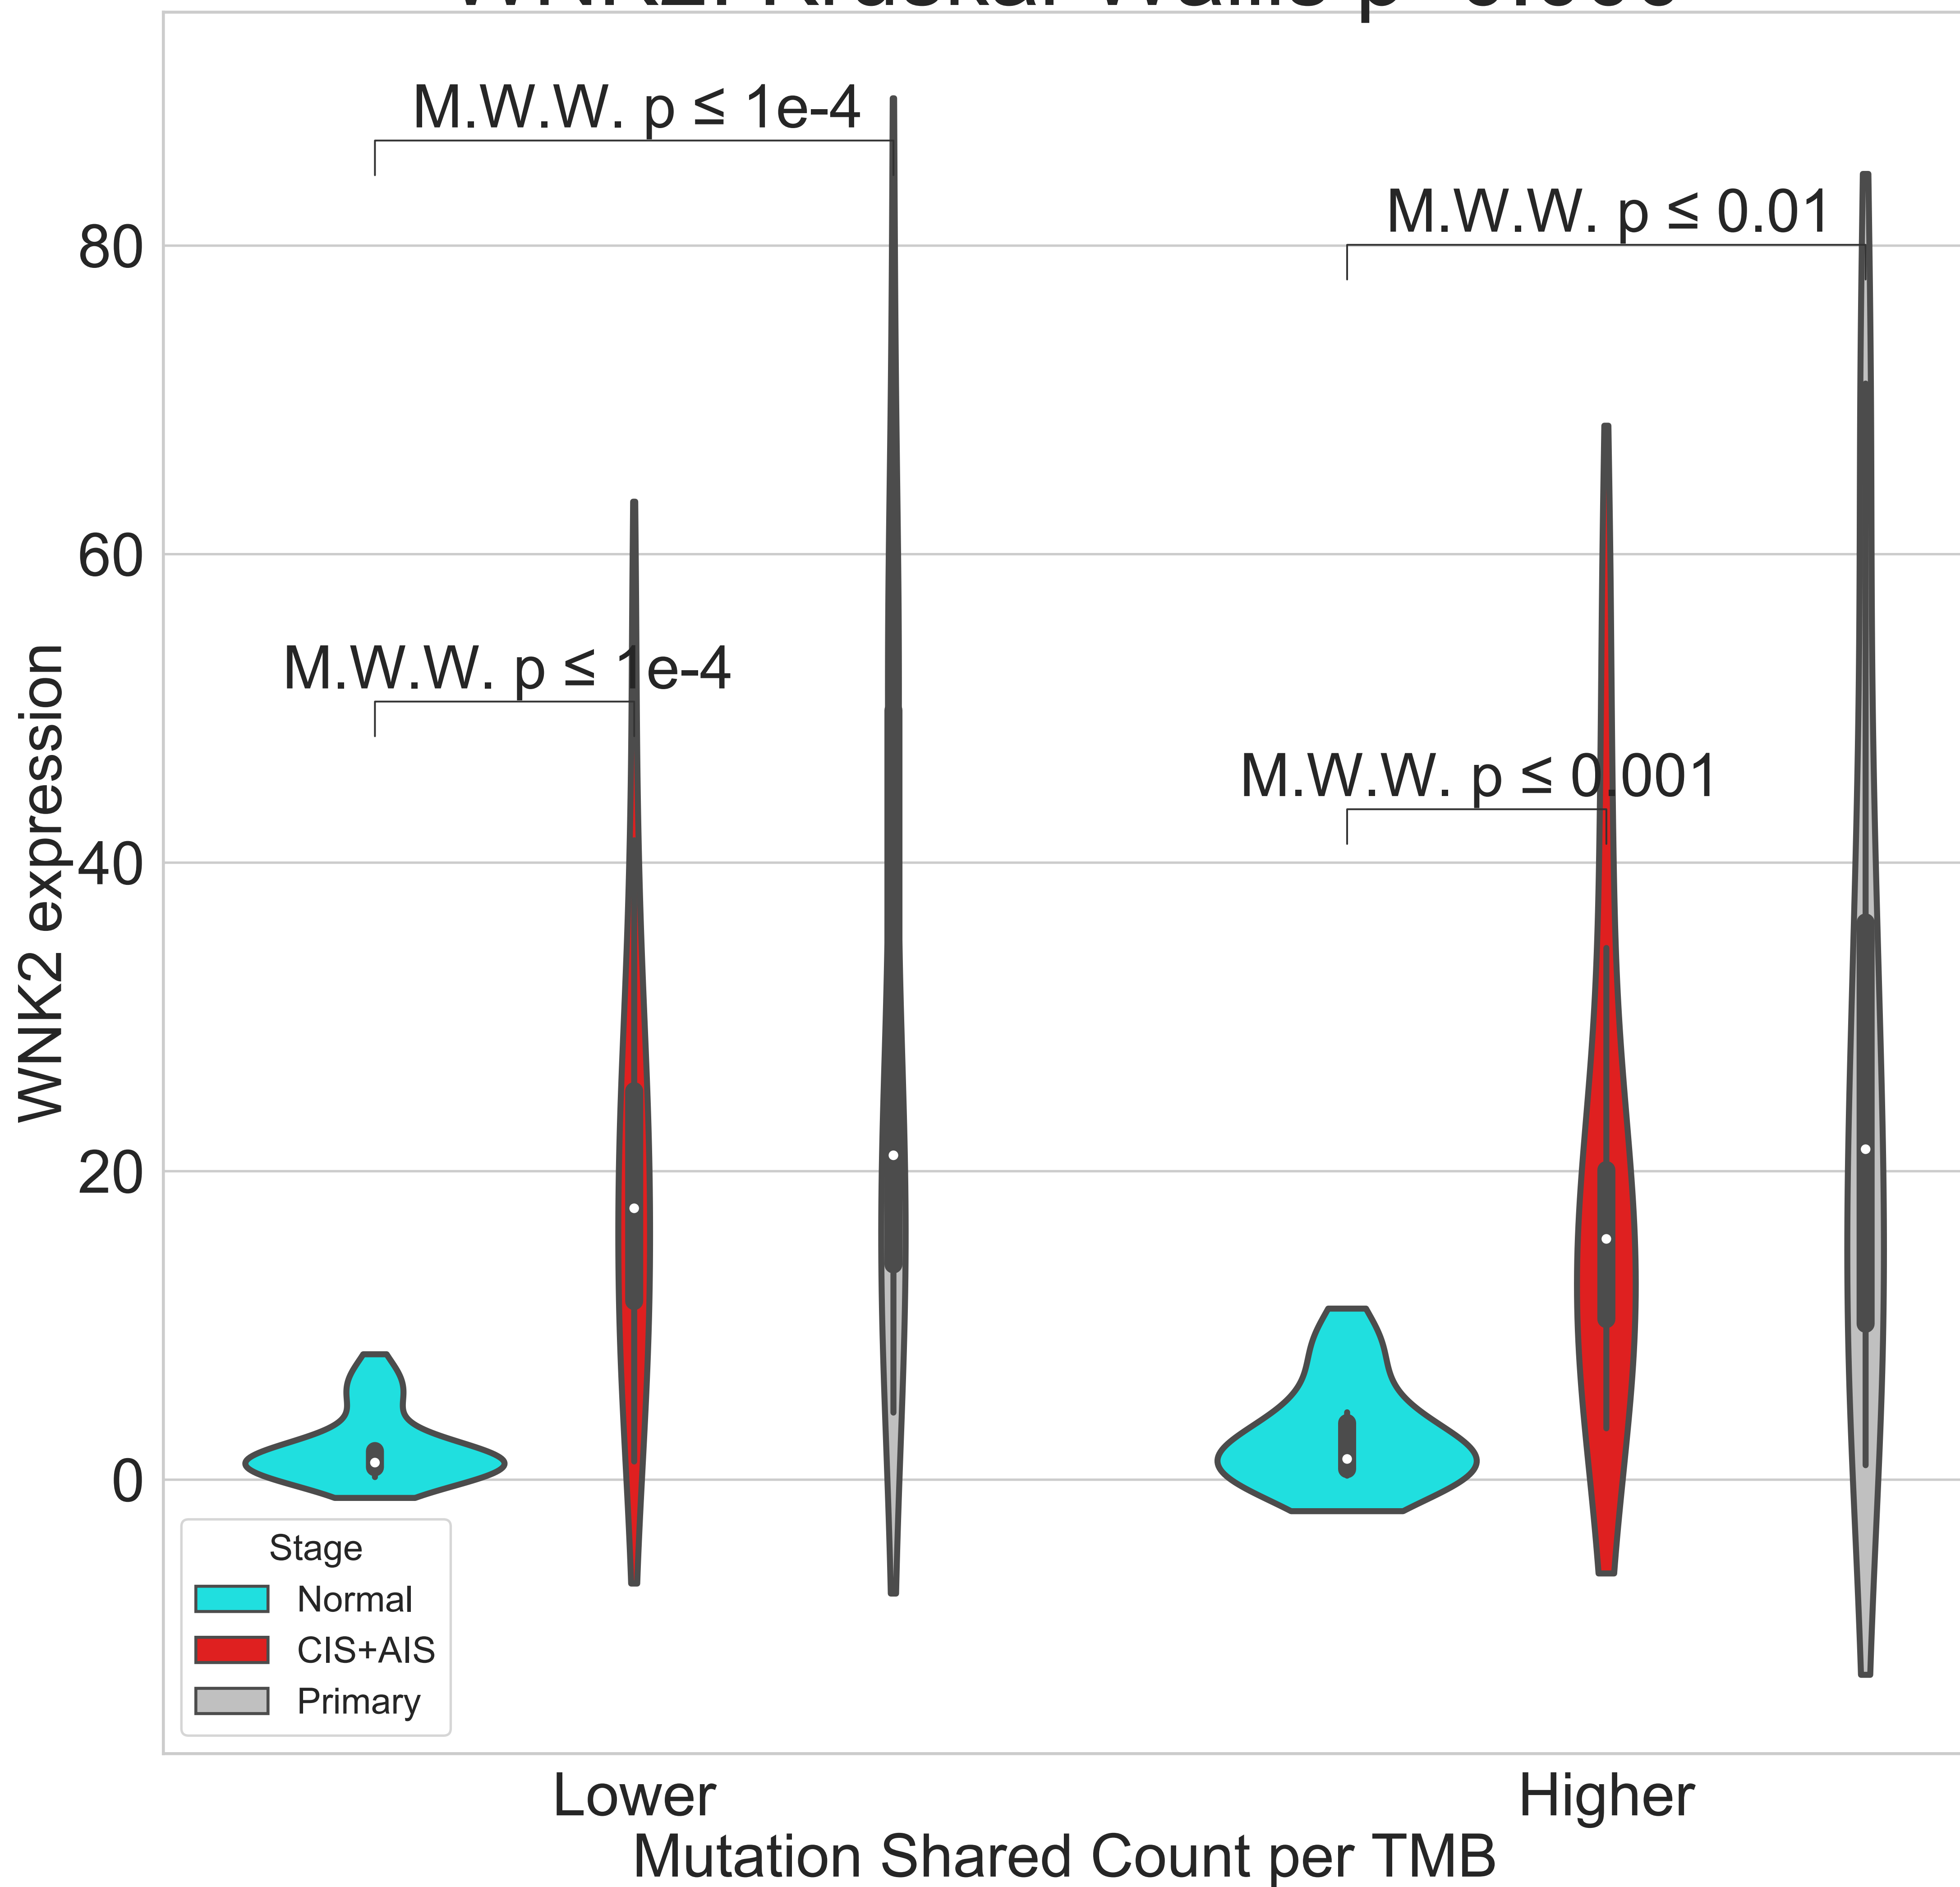 M.W.W. p ≤ 1e-4
M.W.W. p ≤ 0.01
M.W.W. p ≤ 1e-4
M.W.W. p ≤ 0.001
80
60
40
20
0
WNK2 expression
Stage
Normal
CIS+AIS
Primary
Lower
Higher
Mutation Shared Count per TMB